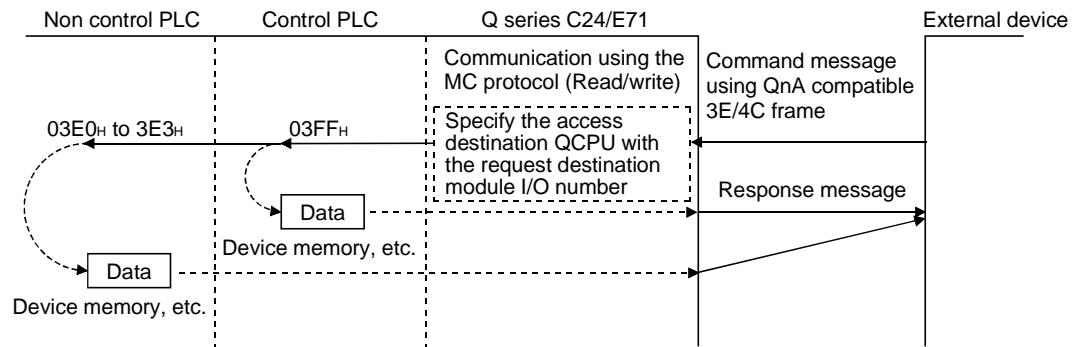 Non control PLC
Control PLC
Q series C24/E71
External device
Communication using the
MC protocol (Read/write)
Command message
using QnA compatible
3E/4C frame
03E0H to 3E3H
03FFH
Specify the access
destination QCPU with
the request destination
module I/O number
Response message
Data
Device memory, etc.
Data
Device memory, etc.